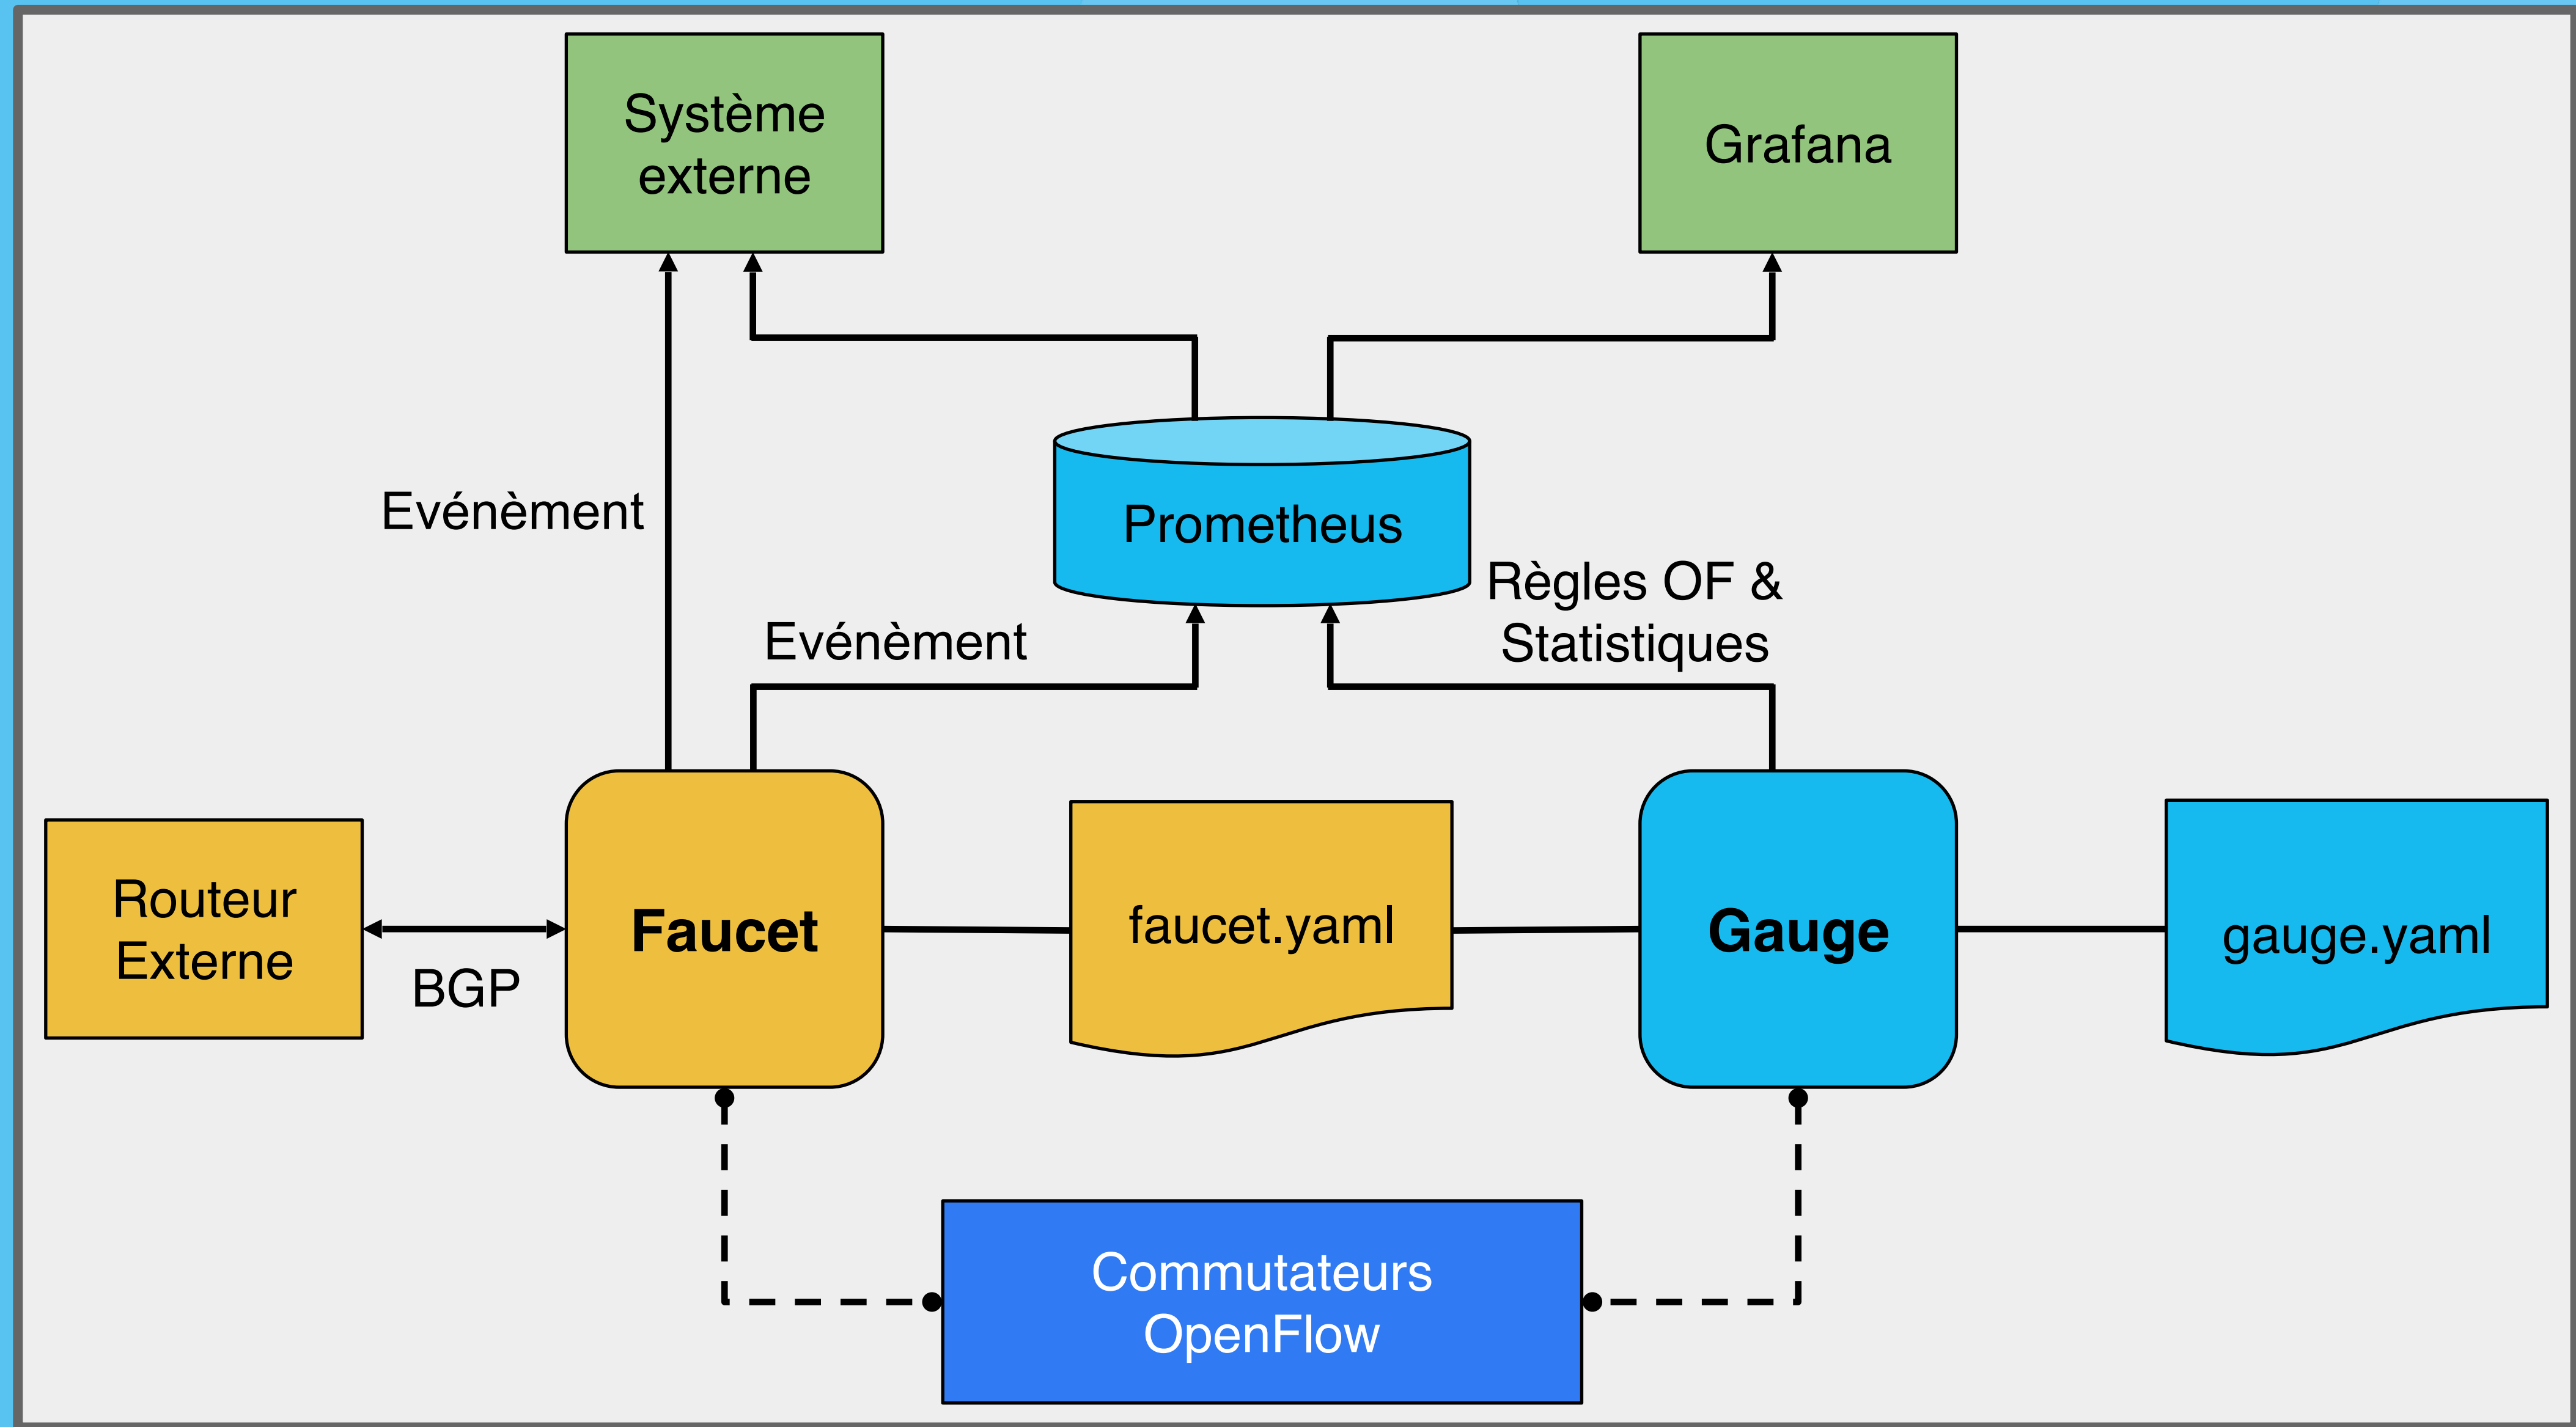 Système
externe
Grafana
Evénèment
Prometheus
Règles OF &
Statistiques
Evénèment
Routeur
Externe
BGP
Faucet
faucet.yaml
Gauge
gauge.yaml
Commutateurs
OpenFlow